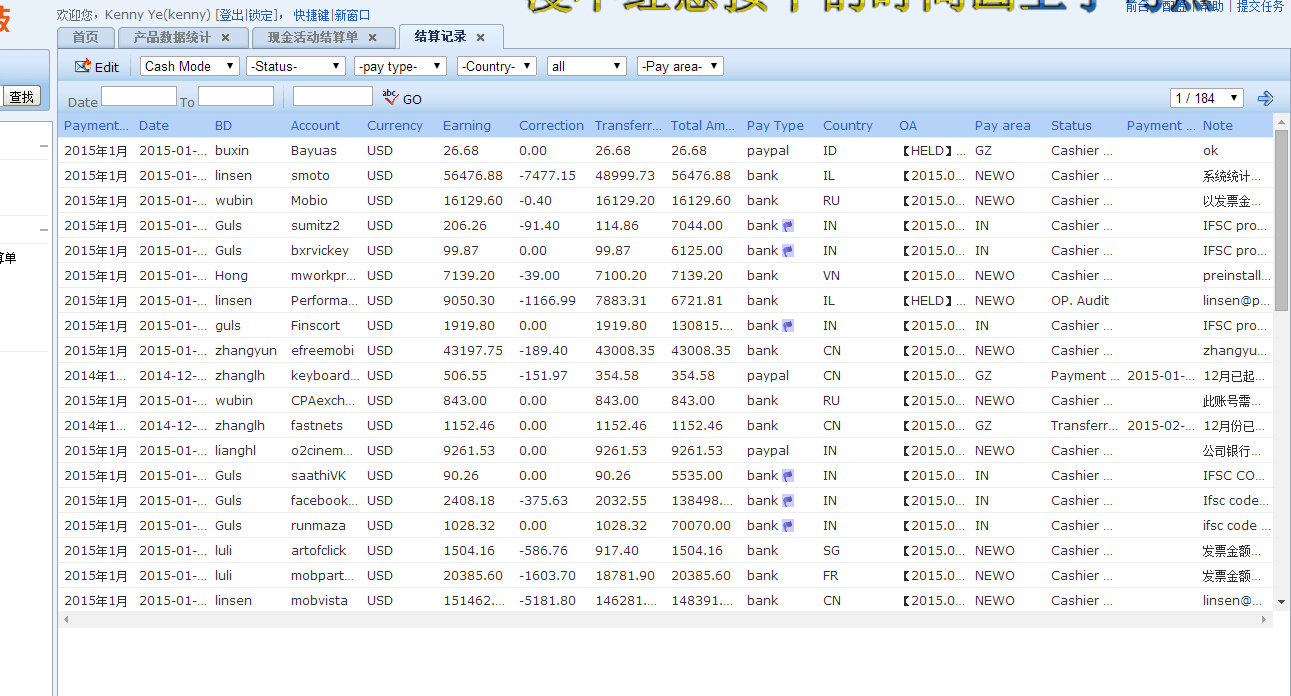 欢迎您，Kenny Ye(kenny) [登出|锁定]， 快捷键|新窗口
帮助 | 提交任务
首页 产品数据统计 × 现金活动结算单 × 结算记录 ×
Edit Cash Mode -Status- -pay type- -Country- all -Pay area-
查找
Date To GO 1 / 184
Payment... Date BD Account Currency Earning Correction Transferr... Total Am... Pay Type Country OA Pay area Status Payment ... Note
2015年1月 2015-01-... buxin Bayuas USD 26.68 0.00 26.68 26.68 paypal ID 【HELD】... GZ Cashier ... ok
2015年1月 2015-01-... linsen smoto USD 56476.88 -7477.15 48999.73 56476.88 bank IL 【2015.0... NEWO Cashier ... 系统统计...
2015年1月 2015-01-... wubin Mobio USD 16129.60 -0.40 16129.20 16129.60 bank RU 【2015.0... NEWO Cashier ... 以发票金...
2015年1月 2015-01-... Guls sumitz2 USD 206.26 -91.40 114.86 7044.00 bank IN 【2015.0... IN Cashier ... IFSC pro...
2015年1月 2015-01-... Guls bxrvickey USD 99.87 0.00 99.87 6125.00 bank IN 【2015.0... IN Cashier ... IFSC pro...
2015年1月 2015-01-... Hong mworkpr... USD 7139.20 -39.00 7100.20 7139.20 bank VN 【2015.0... NEWO Cashier ... preinstall...
2015年1月 2015-01-... linsen Performa... USD 9050.30 -1166.99 7883.31 6721.81 bank IL 【HELD】... NEWO OP. Audit linsen@p...
2015年1月 2015-01-... guls Finscort USD 1919.80 0.00 1919.80 130815.... bank IN 【2015.0... IN Cashier ... IFSC pro...
2015年1月 2015-01-... zhangyun efreemobi USD 43197.75 -189.40 43008.35 43008.35 bank CN 【2015.0... NEWO Cashier ... zhangyu...
2014年1... 2014-12-... zhanglh keyboard... USD 506.55 -151.97 354.58 354.58 paypal CN 【2015.0... GZ Payment ... 2015-01-... 12月已起...
2015年1月 2015-01-... wubin CPAexch... USD 843.00 0.00 843.00 843.00 bank RU 【2015.0... NEWO Cashier ... 此账号需...
2014年1... 2014-12-... zhanglh fastnets USD 1152.46 0.00 1152.46 1152.46 bank CN 【2015.0... GZ Transferr... 2015-02-... 12月份已...
2015年1月 2015-01-... lianghl o2cinem... USD 9261.53 0.00 9261.53 9261.53 paypal IN 【2015.0... NEWO Cashier ... 公司银行...
2015年1月 2015-01-... Guls saathiVK USD 90.26 0.00 90.26 5535.00 bank IN 【2015.0... IN Cashier ... IFSC CO...
2015年1月 2015-01-... Guls facebook... USD 2408.18 -375.63 2032.55 138498.... bank IN 【2015.0... IN Cashier ... Ifsc code...
2015年1月 2015-01-... Guls runmaza USD 1028.32 0.00 1028.32 70070.00 bank IN 【2015.0... IN Cashier ... ifsc code ...
2015年1月 2015-01-... luli artofclick USD 1504.16 -586.76 917.40 1504.16 bank SG 【2015.0... NEWO Cashier ... 发票金额...
2015年1月 2015-01-... luli mobpart... USD 20385.60 -1603.70 18781.90 20385.60 bank FR 【2015.0... NEWO Cashier ... 发票金额...
2015年1月 2015-01-... linsen mobvista USD 151462.... -5181.80 146281.... 148391.... bank CN 【2015.0... NEWO Cashier ... linsen@...